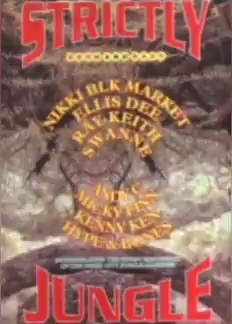 STRICTLY
NIKKI BLK MARKET
ELLIS DEE
RAY KEITH
SWANNE
MICKY FINN
KENNY KEN
HYPE & BONES
JUNGLE